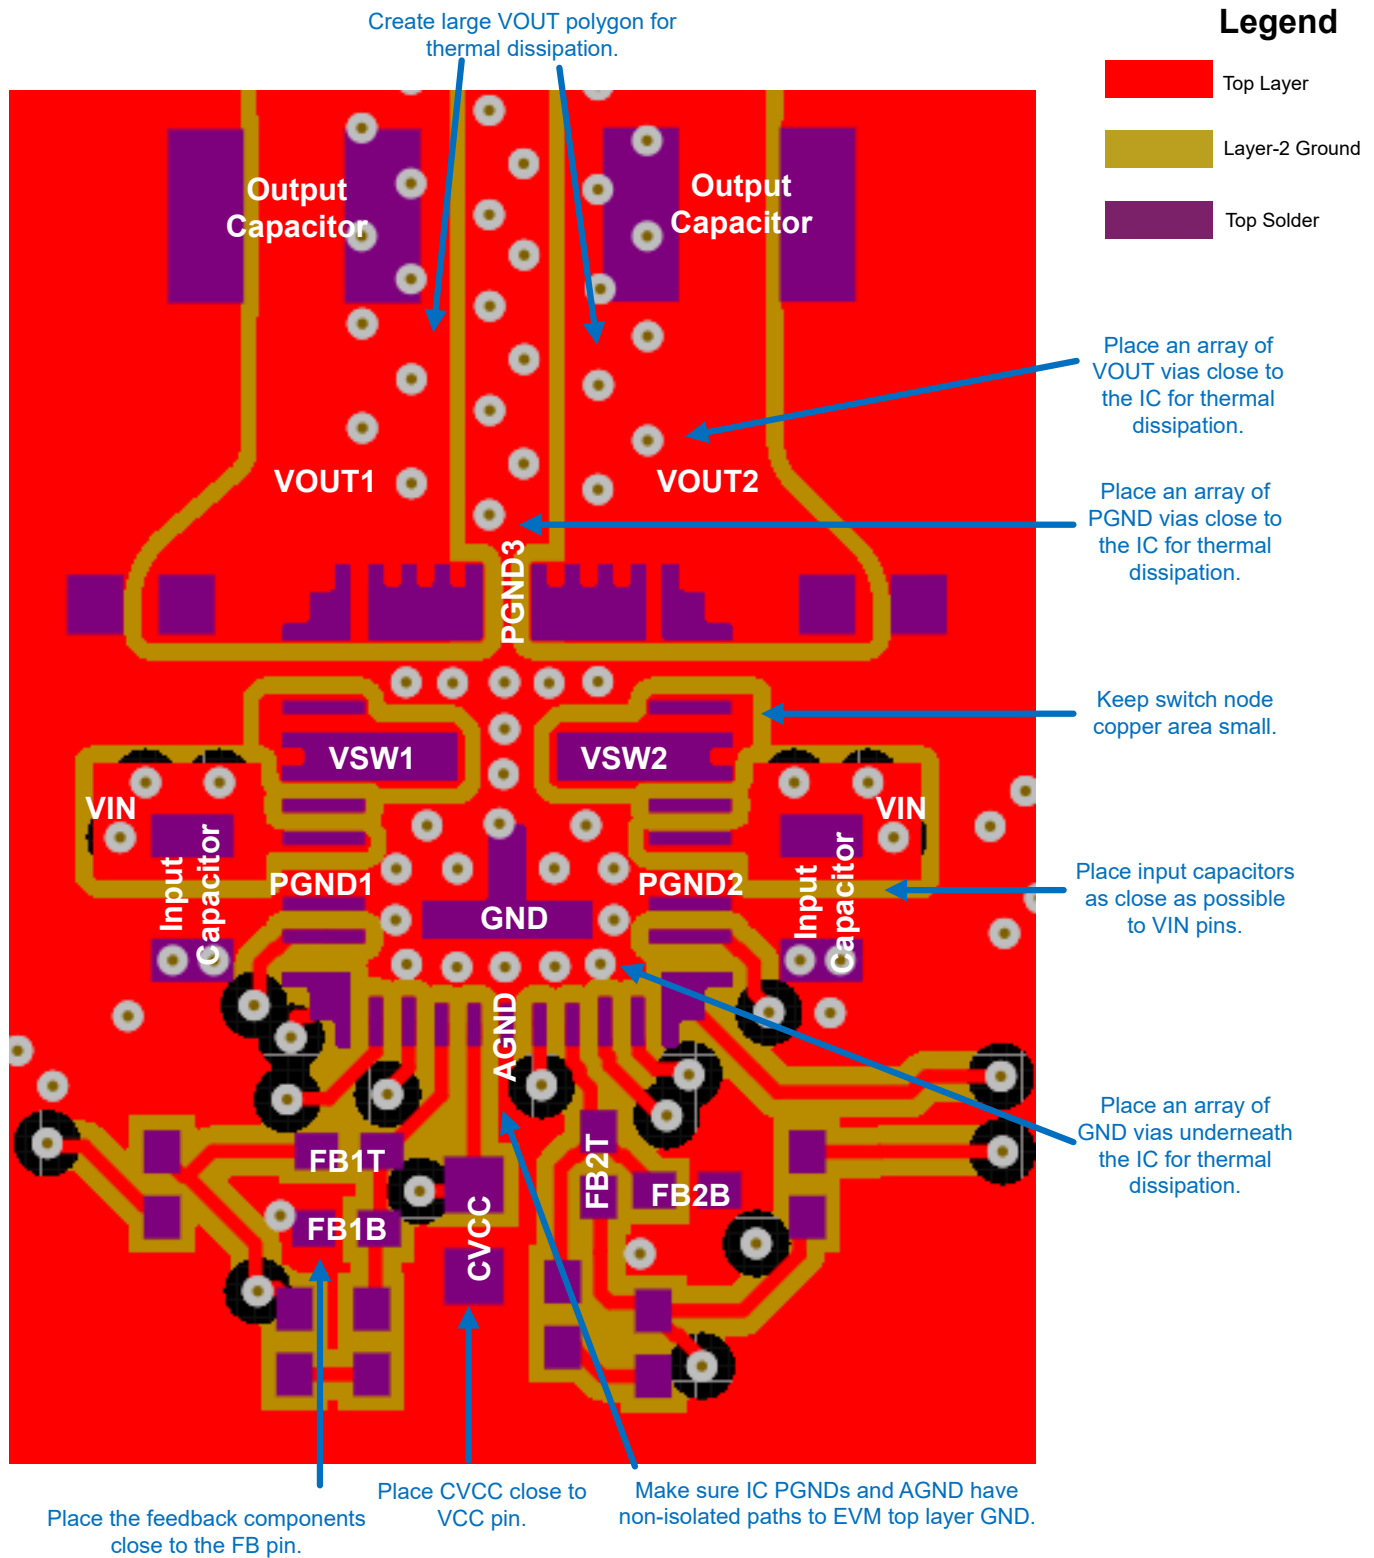 Legend
Create large VOUT polygon for
thermal dissipation.
Top Layer
Layer-2 Ground
Top Solder
Output
Capacitor
Output
Capacitor
Place an array of
VOUT vias close to
the IC for thermal
dissipation.
VOUT1
VOUT2
Place an array of
PGND vias close to
the IC for thermal
dissipation.
PGND3
Keep switch node
copper area small.
VSW1
VSW2
VIN
VIN
Input
Capacitor
Input
Capacitor
PGND1
PGND2
Place input capacitors
as close as possible
to VIN pins.
GND
AGND
Place an array of
GND vias underneath
the IC for thermal
dissipation.
FB1T
FB2T
FB2B
FB1B
CVCC
Place CVCC close to
VCC pin.
Make sure IC PGNDs and AGND have
non-isolated paths to EVM top layer GND.
Place the feedback components
close to the FB pin.